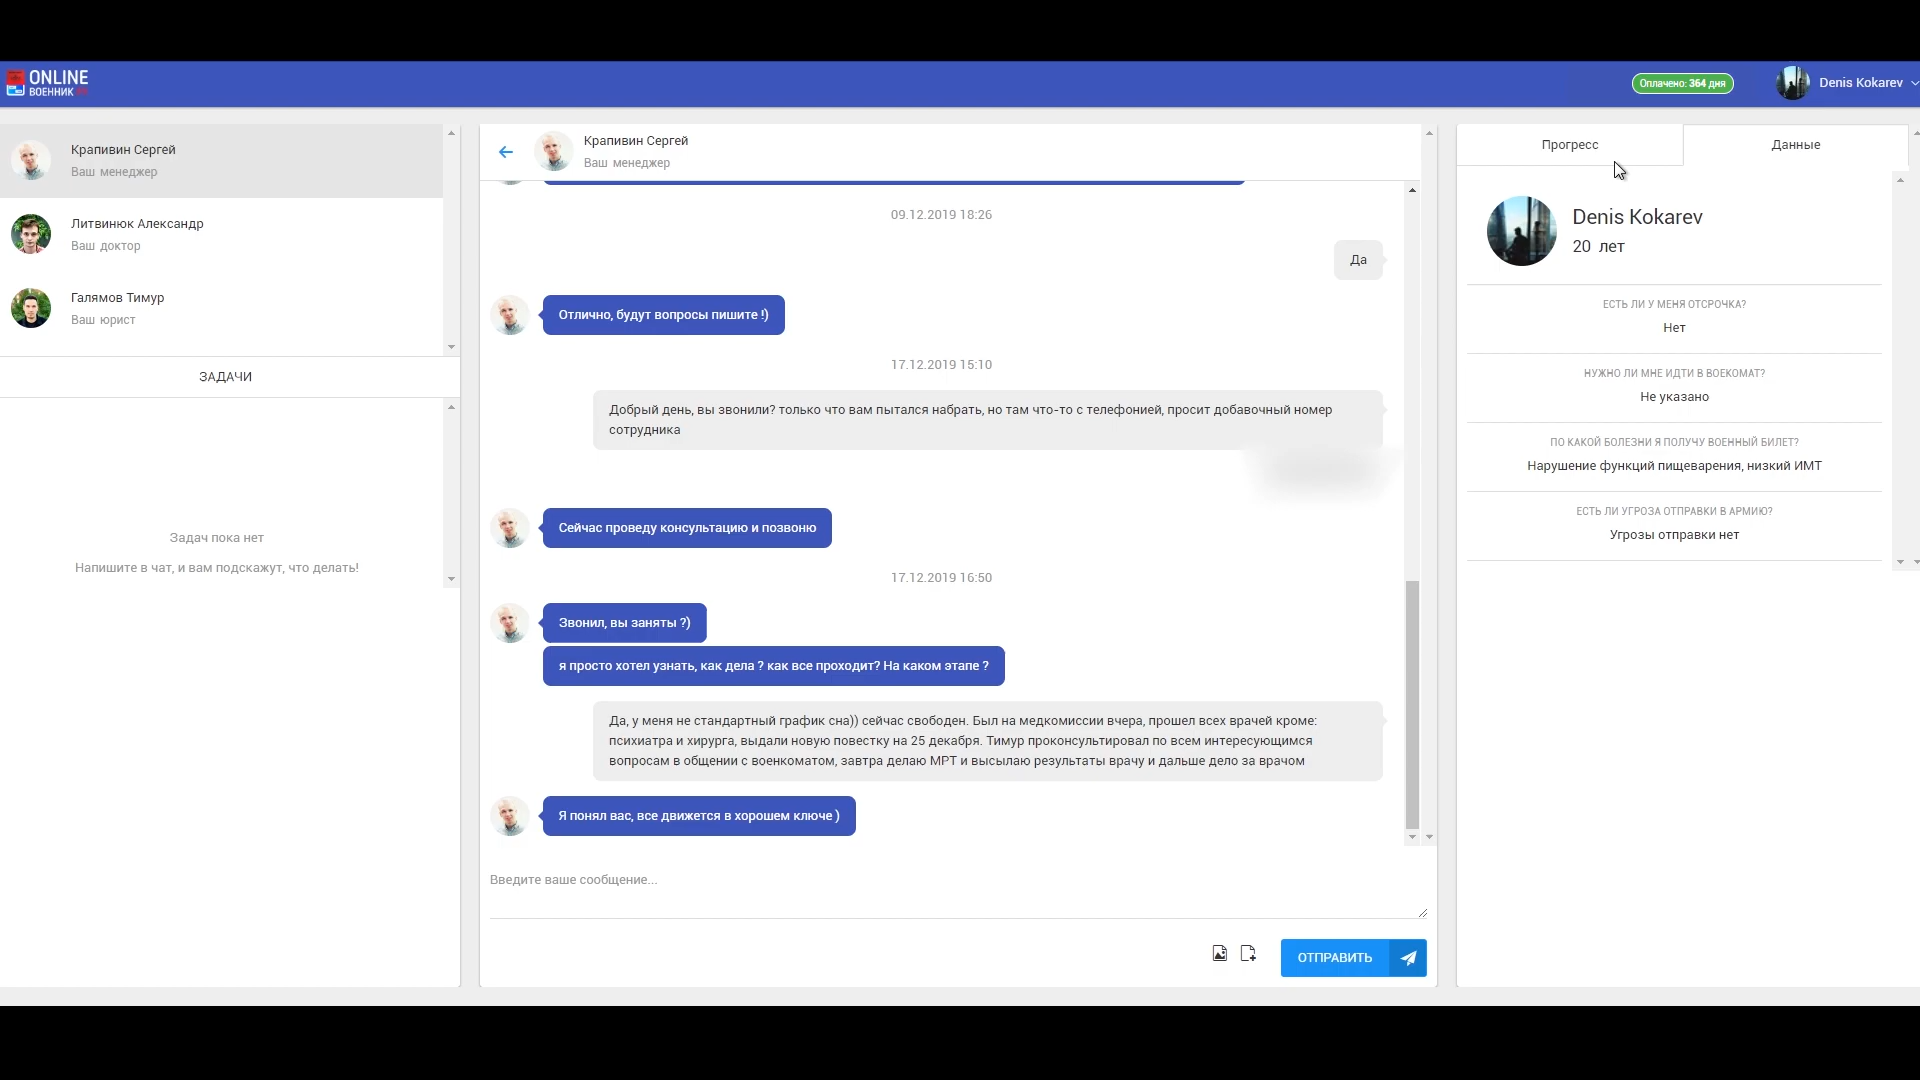 ONLINE
ВОЕННИК
Оплачено: 364 дня
Denis Kokarev
Крапивин Сергей
Ваш менеджер
Литвинюк Александр
Ваш доктор
Галямов Тимур
Ваш юрист
ЗАДАЧИ
Задач пока нет
Напишите в чат, и вам подскажут, что делать!
Крапивин Сергей
Ваш менеджер
09.12.2019 18:26
Да
Отлично, будут вопросы пишите !)
17.12.2019 15:10
Добрый день, вы звонили? только что вам пытался набрать, но там что-то с телефонией, просит добавочный номер
сотрудника
Сейчас проведу консультацию и позвоню
17.12.2019 16:50
Звонил, вы заняты ?)
я просто хотел узнать, как дела ? как все проходит? На каком этапе ?
Да, у меня не стандартный график сна)) сейчас свободен. Был на медкомиссии вчера, прошел всех врачей кроме:
психиатра и хирурга, выдали новую повестку на 25 декабря. Тимур проконсультировал по всем интересующимся
вопросам в общении с военкоматом, завтра делаю МРТ и высылаю результаты врачу и дальше дело за врачом
Я понял вас, все движется в хорошем ключе )
Введите ваше сообщение...
ОТПРАВИТЬ
Прогресс
Данные
Denis Kokarev
20 лет
ЕСТЬ ЛИ У МЕНЯ ОТСРОЧКА?
Нет
НУЖНО ЛИ МНЕ ИДТИ В ВОЕКОМАТ?
Не указано
ПО КАКОЙ БОЛЕЗНИ Я ПОЛУЧУ ВОЕННЫЙ БИЛЕТ?
Нарушение функций пищеварения, низкий ИМТ
ЕСТЬ ЛИ УГРОЗА ОТПРАВКИ В АРМИЮ?
Угрозы отправки нет